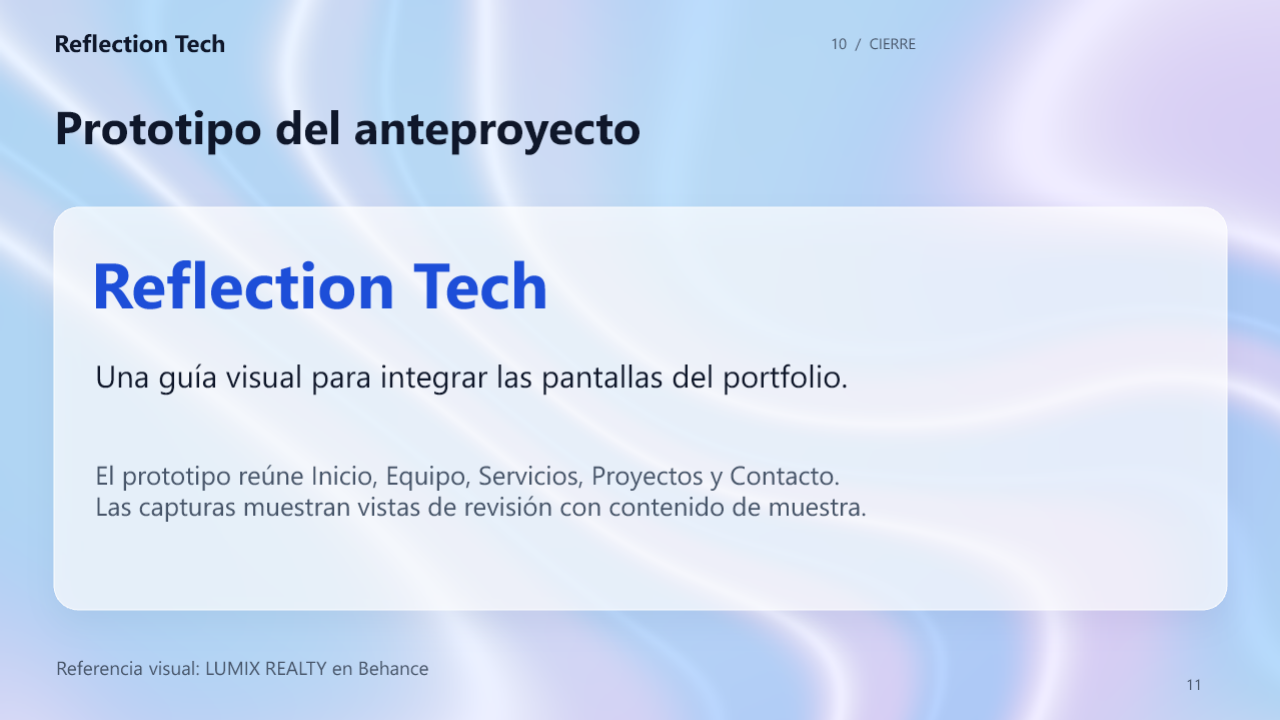 Reflection Tech
10 / CIERRE
Prototipo del anteproyecto
Reflection Tech
Una guía visual para integrar las pantallas del portfolio.
El prototipo reúne Inicio, Equipo, Servicios, Proyectos y Contacto.
Las capturas muestran vistas de revisión con contenido de muestra.
Referencia visual: LUMIX REALTY en Behance
11